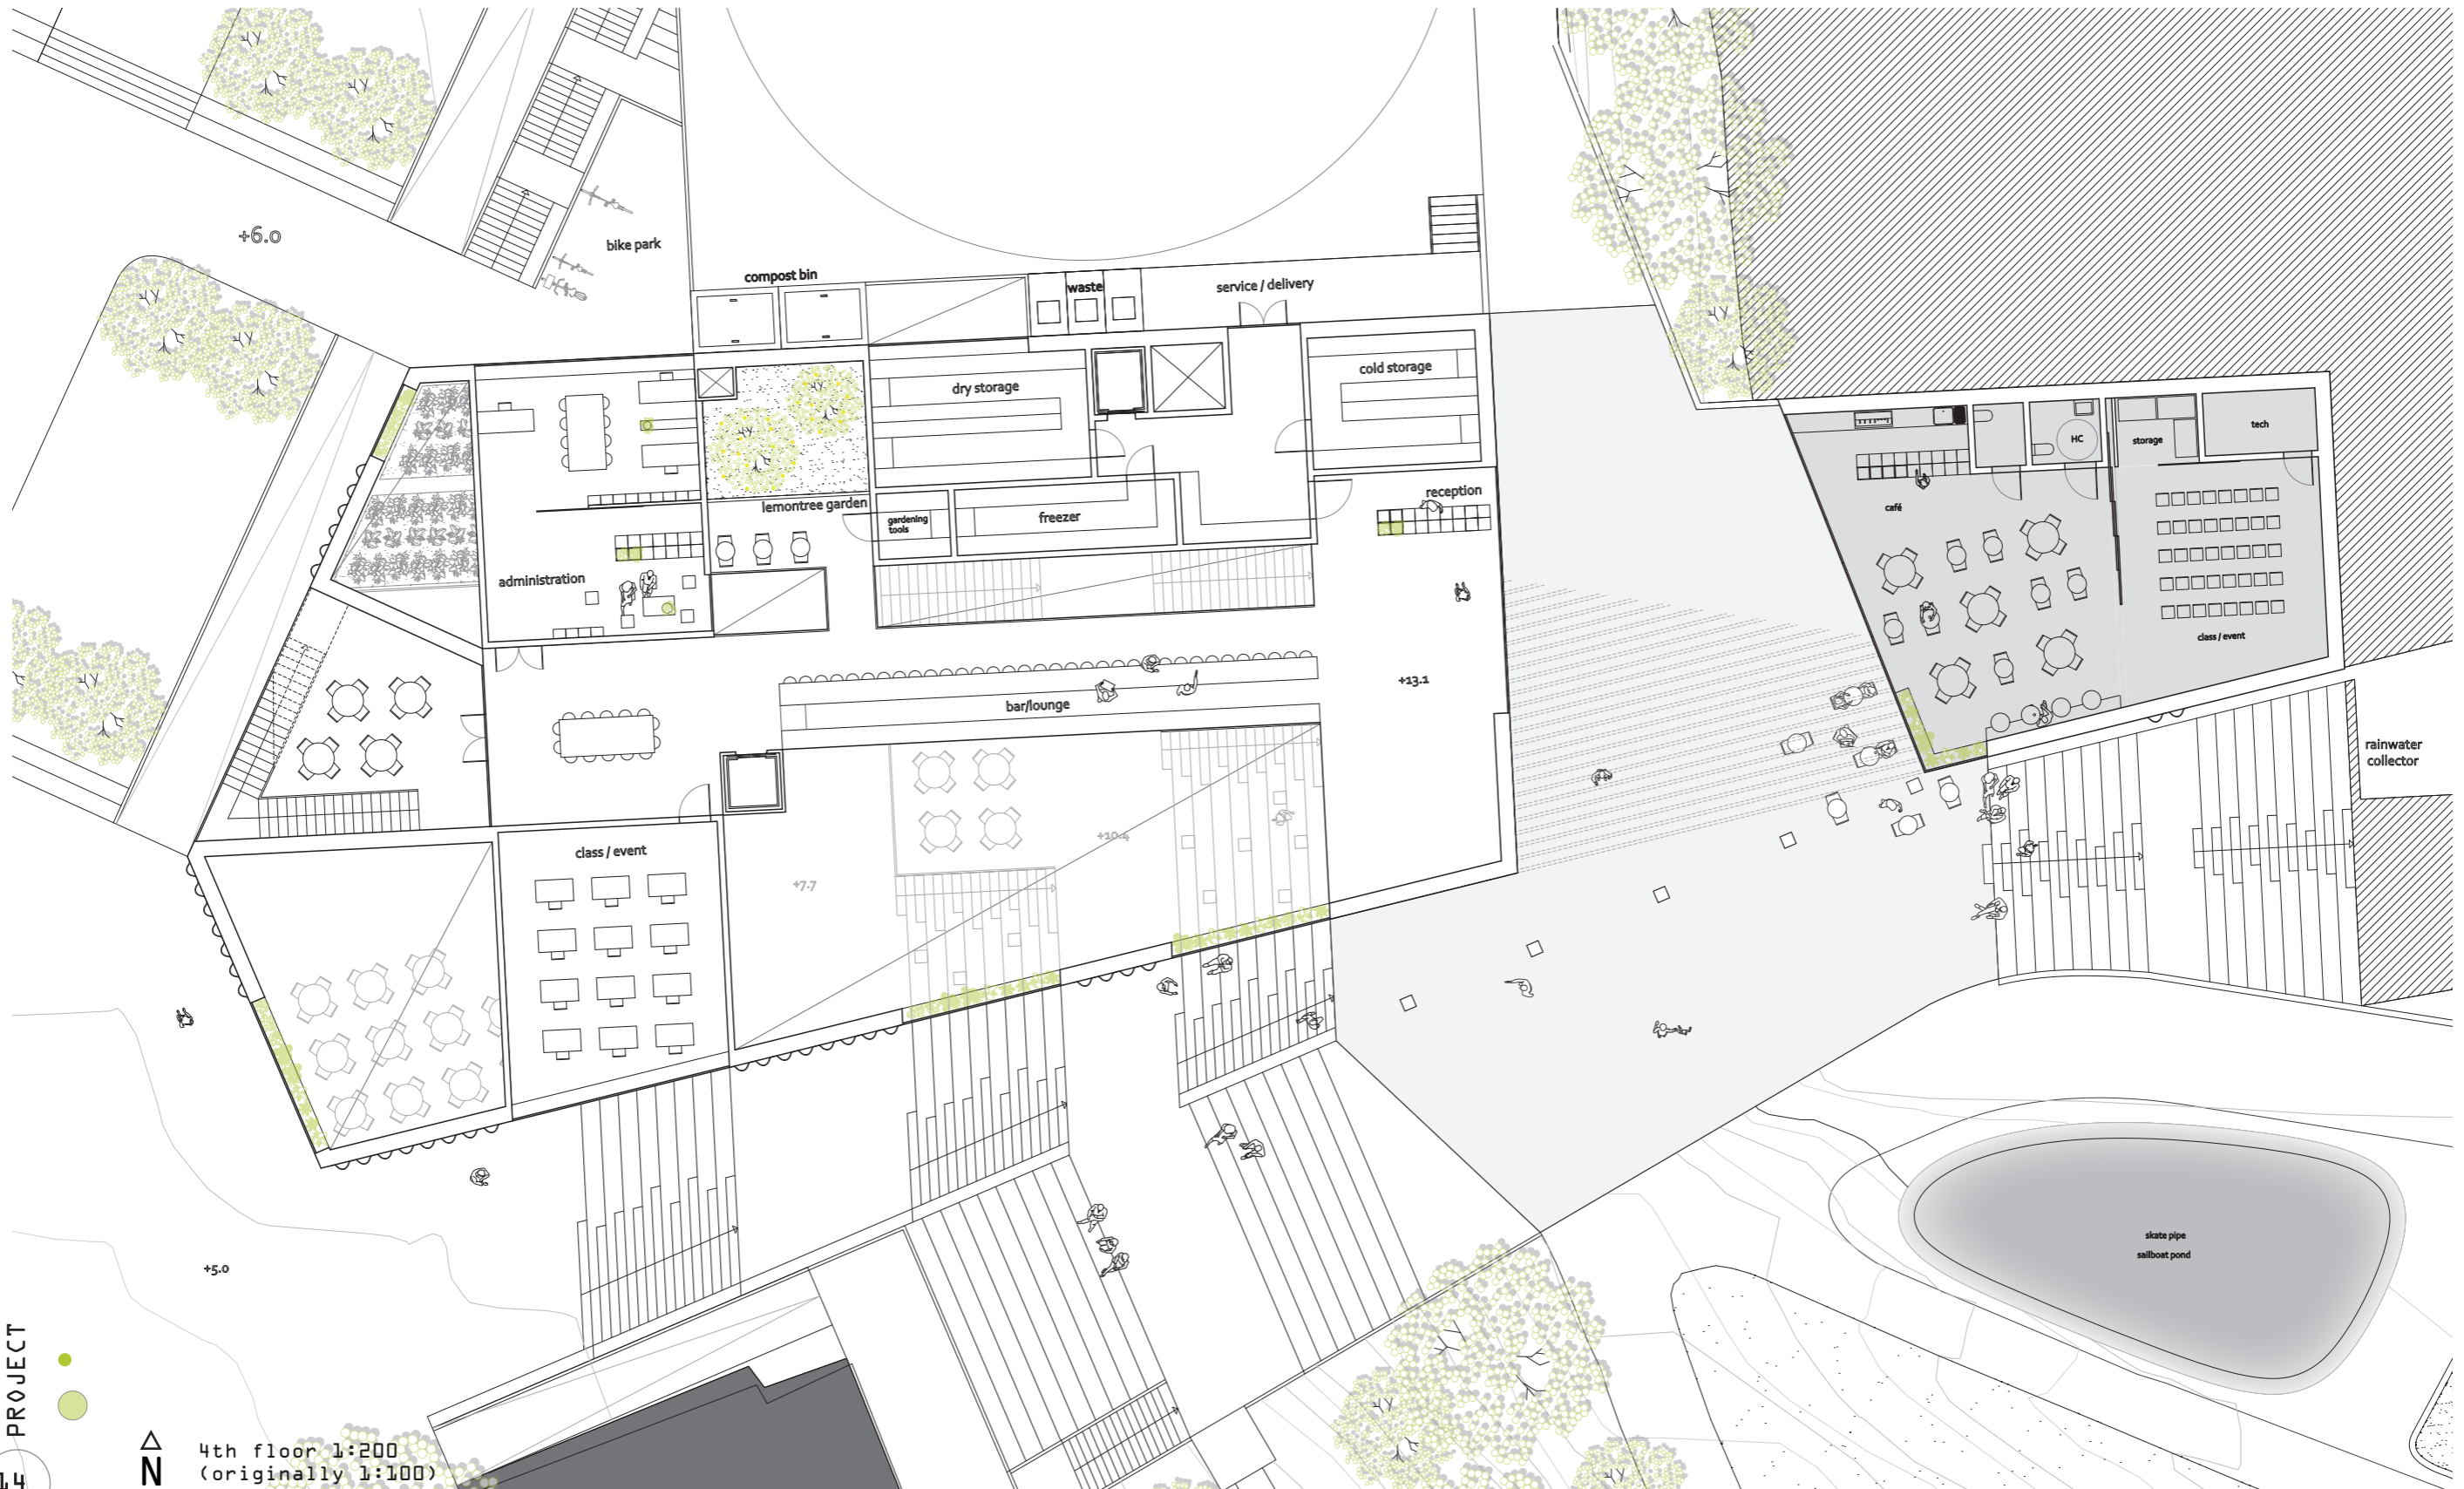 +6.0
bike park
compost bin
waste
service / delivery
dry storage
cold storage
HC
storage
tech
lemontree garden
gardening
tools
freezer
reception
café
administration
class / event
bar/lounge
+13.1
rainwater
collector
+10.4
class / event
+7.7
skate pipe
sailboat pond
+5.0
PROJECT
14
N
4th floor 1:200
(originally 1:100)